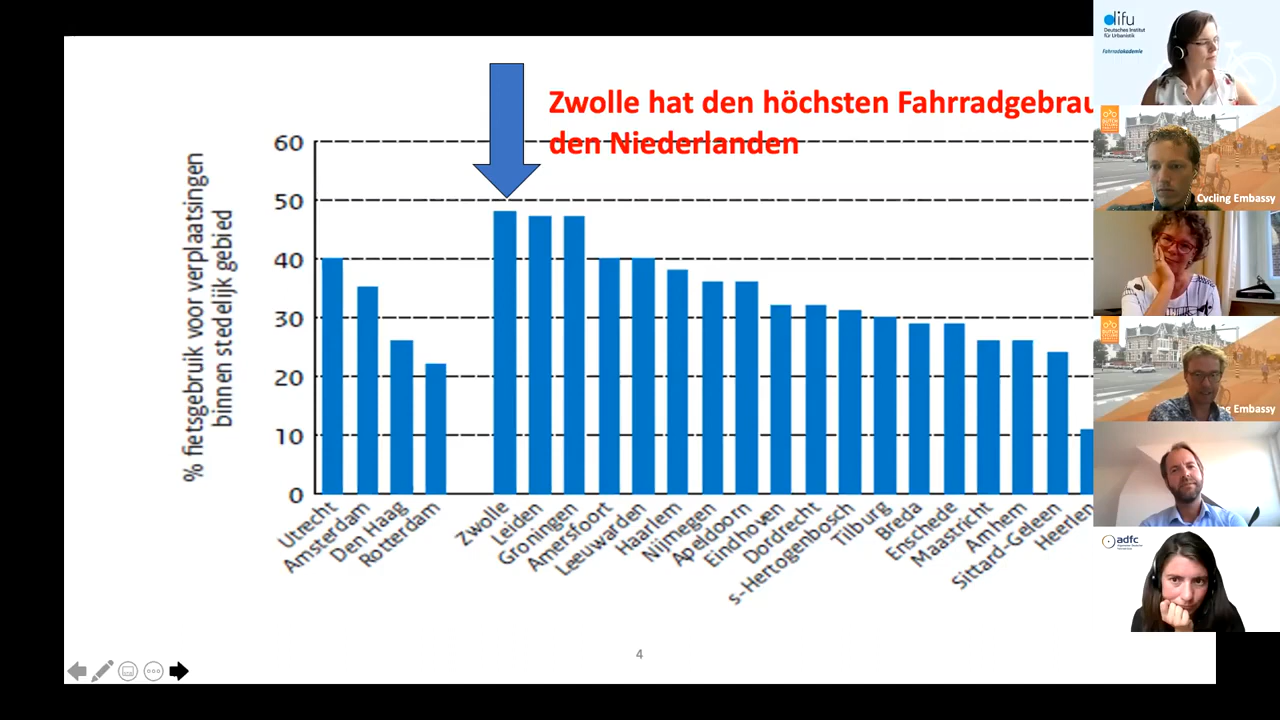 Zwolle hat den höchsten Fahrradgebrau
den Niederlanden
% fietsgebruik voor verplaatsingen
binnen stedelijk gebied
60
50
40
30
20
10
0
Utrecht
Amsterdam
Den Haag
Rotterdam
Zwolle
Leiden
Groningen
Amersfoort
Leeuwarden
Haarlem
Nijmegen
Apeldoorn
Eindhoven
Dordrecht
s-Hertogenbosch
Tilburg
Breda
Enschede
Maastricht
Arnhem
Sittard-Geleen
Heerlen
4
difu
Deutsches Institut
für Urbanistik
Fahrradakademie
Cycling Embassy
ng Embassy
adfc